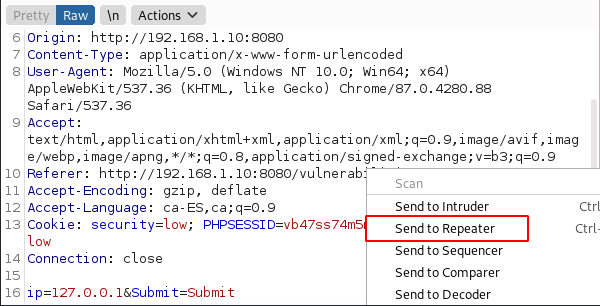 Pretty Raw \n Actions
6 Origin: http://192.168.1.10:8080
7 Content-Type: application/x-www-form-urlencoded
8 User-Agent: Mozilla/5.0 (Windows NT 10.0; Win64; x64)
AppleWebKit/537.36 (KHTML, like Gecko) Chrome/87.0.4280.88
Safari/537.36
9 Accept:
text/html,application/xhtml+xml,application/xml;q=0.9,image/avif,imag
e/webp,image/apng,*/*;q=0.8,application/signed-exchange;v=b3;q=0.9
10 Referer: http://192.168.1.10:8080/
11 Accept-Encoding: gzip, deflate
12 Accept-Language: ca-ES,ca;q=0.9
13 Cookie: security=low; PHPSESSID=vb47ss74m5
low
14 Connection: close
15
16 ip=127.0.0.1&Submit=Submit
Scan
Send to Intruder Ctrl
Send to Repeater Ctrl-
Send to Sequencer
Send to Comparer
Send to Decoder